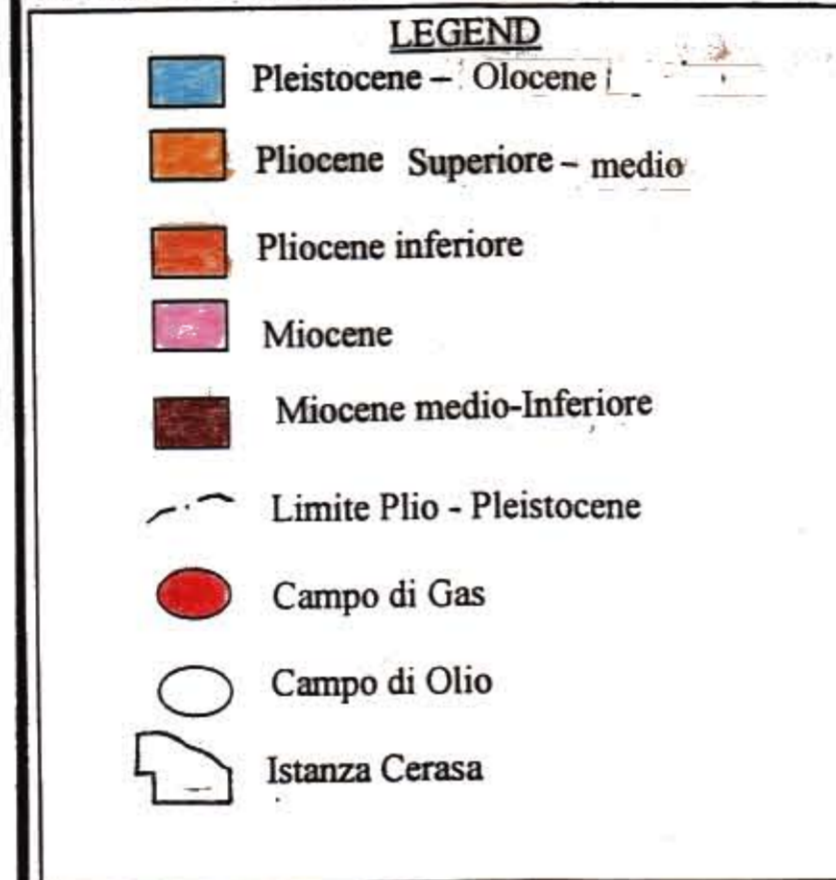 LEGEND
Pleistocene – Olocene
Pliocene Superiore – medio
Pliocene inferiore
Miocene
Miocene medio-Inferiore
Limite Plio - Pleistocene
Campo di Gas
Campo di Olio
Istanza Cerasa